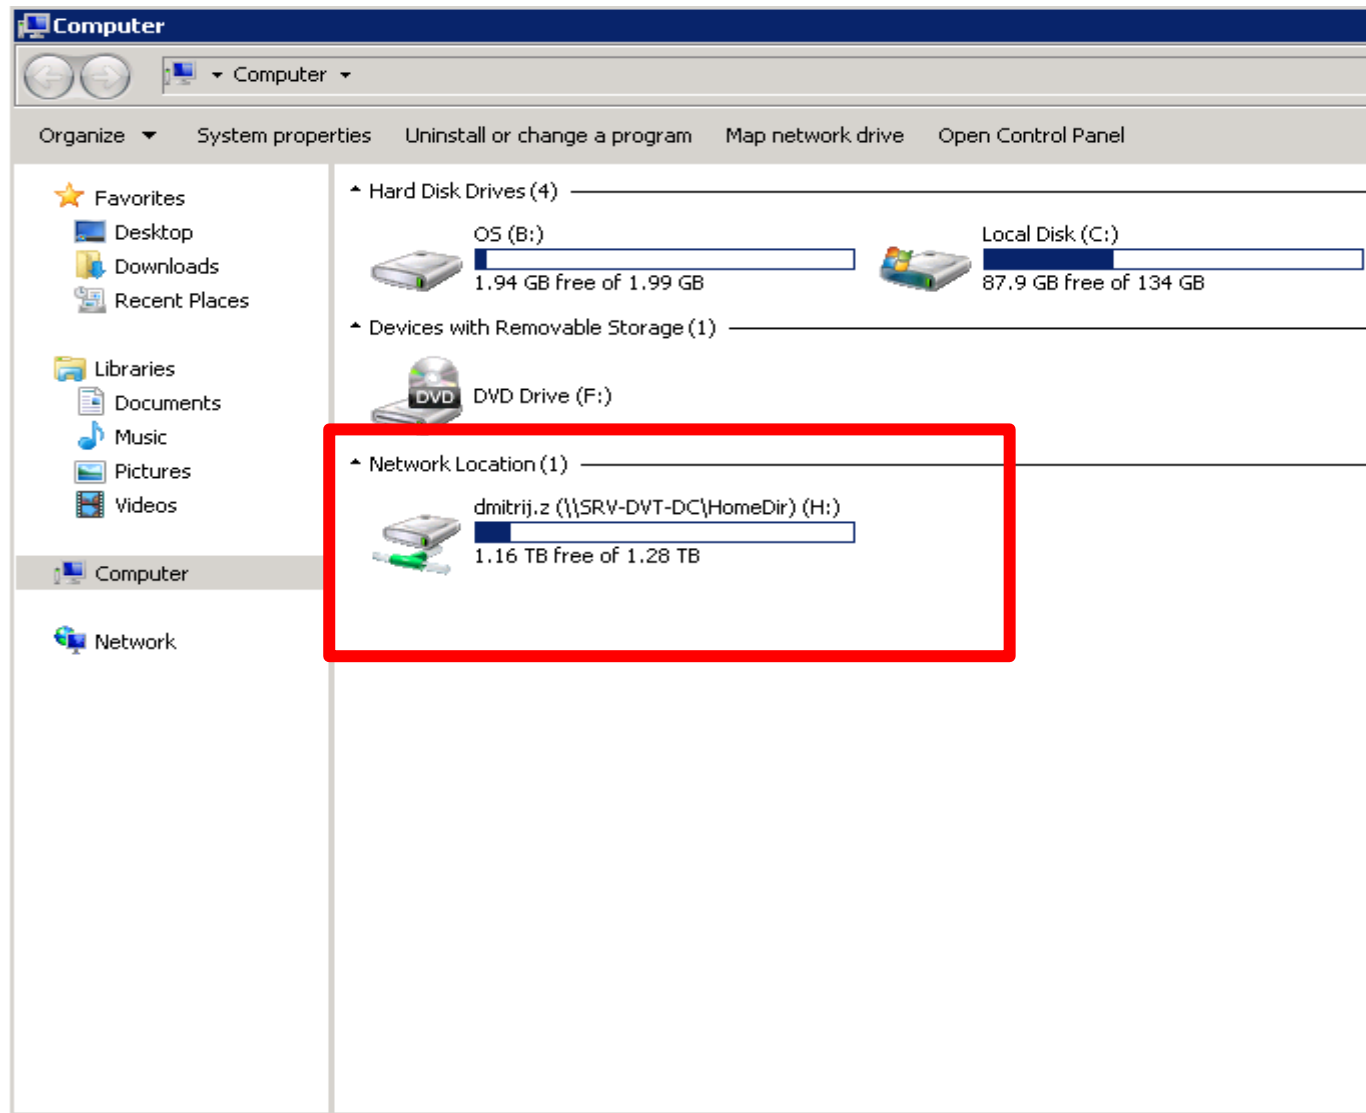 Computer
Computer
Organize System properties Uninstall or change a program Map network drive Open Control Panel
Favorites
Desktop
Downloads
Recent Places
Libraries
Documents
Music
Pictures
Videos
Computer
Network
Hard Disk Drives (4)
OS (B:)
1.94 GB free of 1.99 GB
Local Disk (C:)
87.9 GB free of 134 GB
Devices with Removable Storage (1)
DVD
DVD Drive (F:)
Network Location (1)
dmitrij.z (\\SRV-DVT-DC\HomeDir) (H:)
1.16 TB free of 1.28 TB